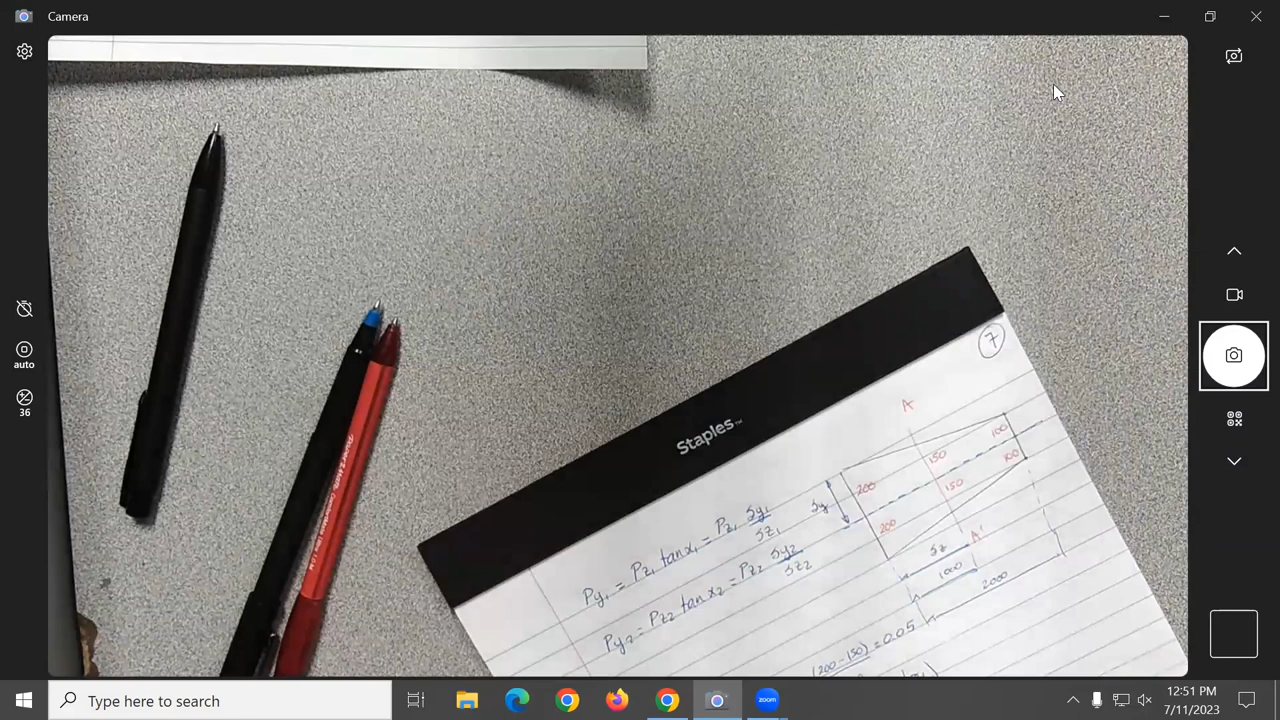 Camera
auto
36
Staples
7
A
Py₁ = Pz₁ tan α₁ = Pz₁ δy₁/δz₁
Py₂ = Pz₂ tan α₂ = Pz₂ δy₂/δz₂
δy
200
150
100
200
150
100
A'
δz
1000
2000
(200-150) = 0.05
Type here to search
zoom
12:51 PM
7/11/2023